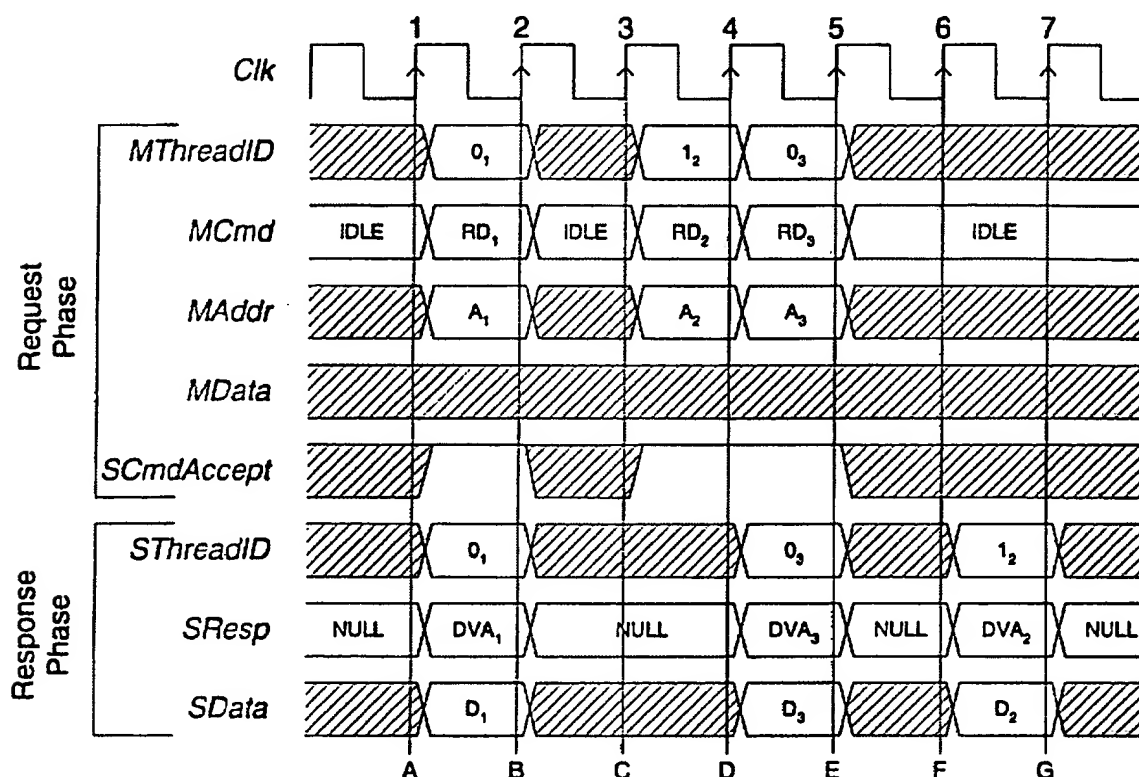 1 2 3 4 5 6 7
Clk
Request Phase
MThreadID 0₁ 1₂ 0₃
MCmd IDLE RD₁ IDLE RD₂ RD₃ IDLE
MAddr A₁ A₂ A₃
MData
SCmdAccept
Response Phase
SThreadID 0₁ 0₃ 1₂
SResp NULL DVA₁ NULL DVA₃ NULL DVA₂ NULL
SData D₁ D₃ D₂
A B C D E F G